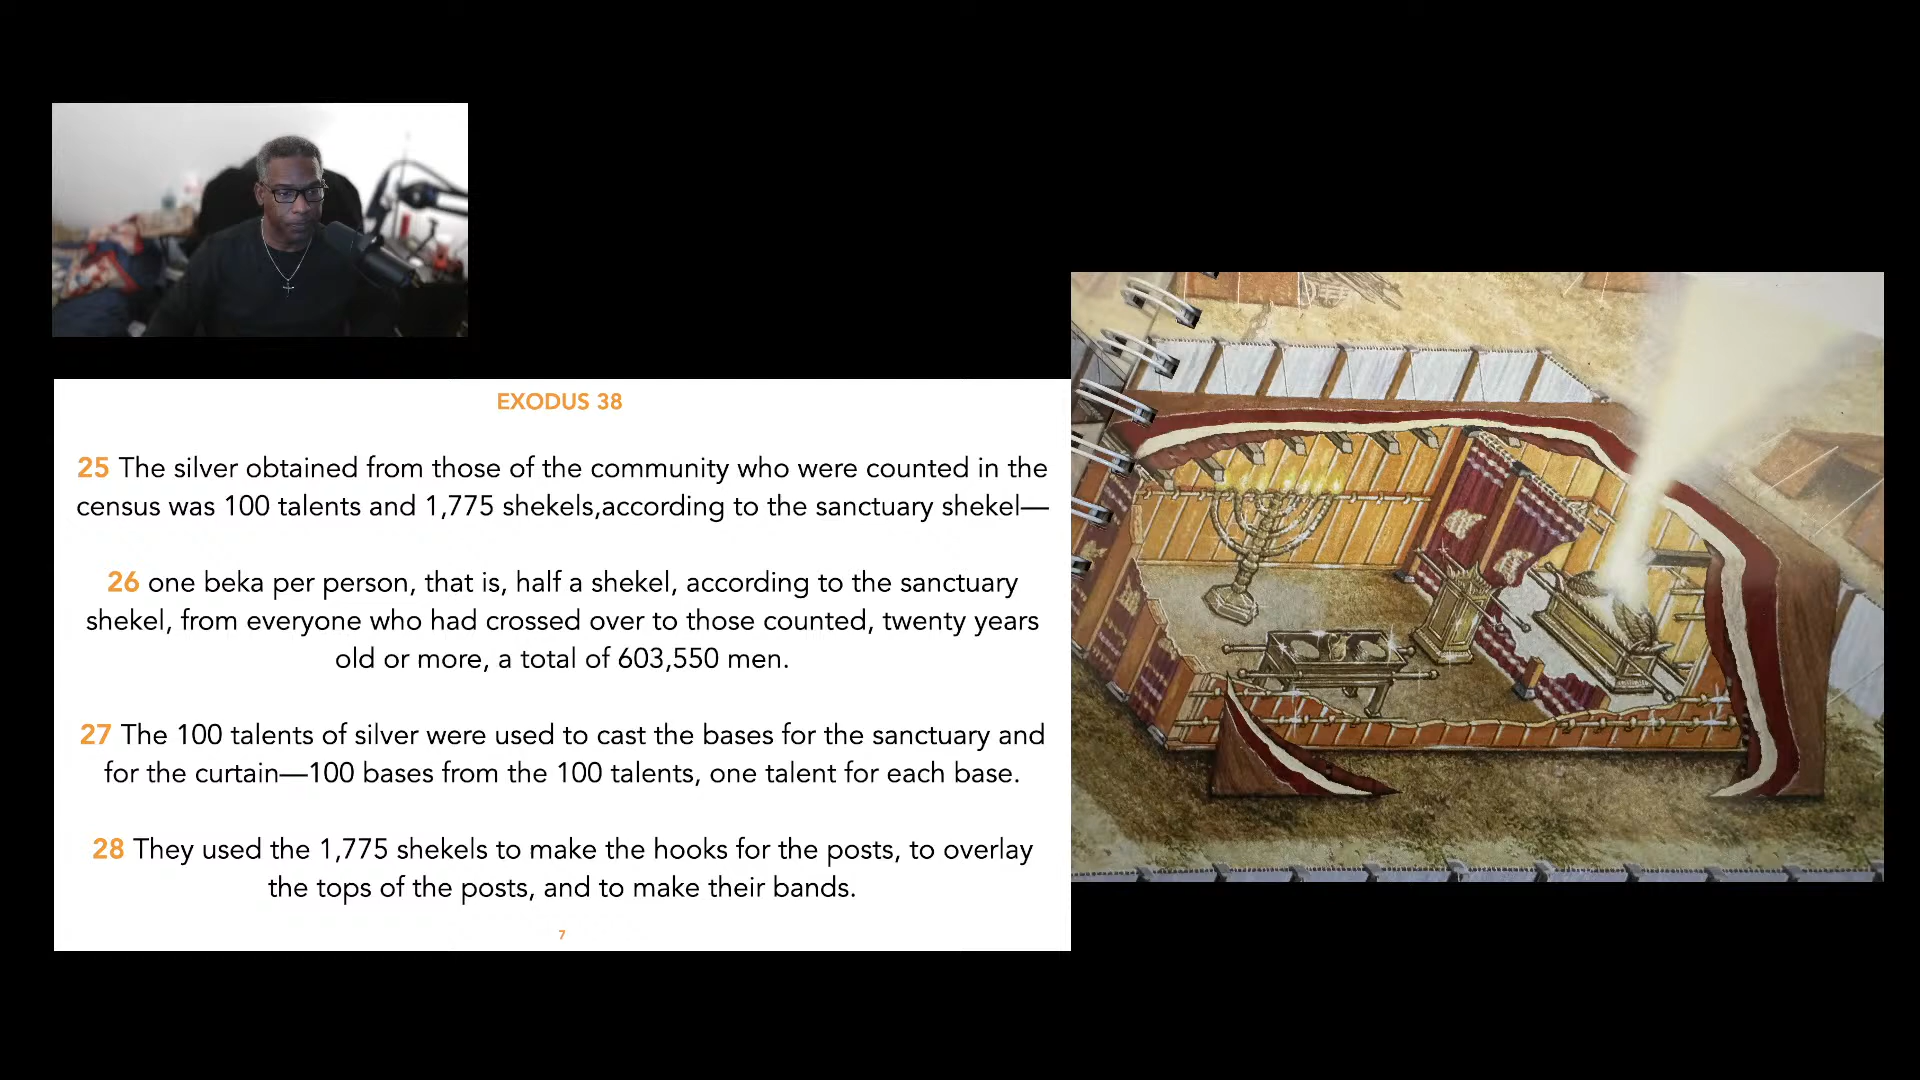 EXODUS 38
25 The silver obtained from those of the community who were counted in the
census was 100 talents and 1,775 shekels,according to the sanctuary shekel—
26 one beka per person, that is, half a shekel, according to the sanctuary
shekel, from everyone who had crossed over to those counted, twenty years
old or more, a total of 603,550 men.
27 The 100 talents of silver were used to cast the bases for the sanctuary and
for the curtain—100 bases from the 100 talents, one talent for each base.
28 They used the 1,775 shekels to make the hooks for the posts, to overlay
the tops of the posts, and to make their bands.
7